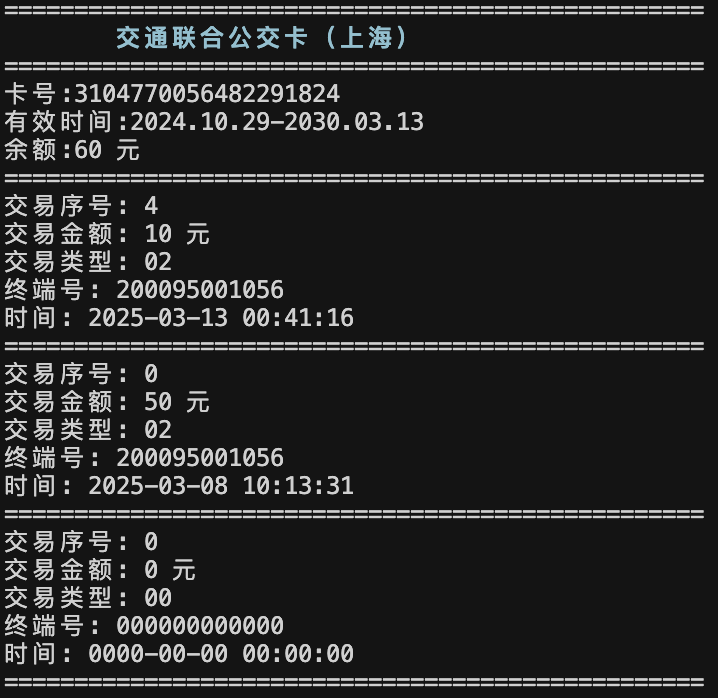 ==================================================
交通联合公交卡（上海）
==================================================
卡号:3104770056482291824
有效时间:2024.10.29-2030.03.13
余额:60 元
==================================================
交易序号: 4
交易金额: 10 元
交易类型: 02
终端号: 200095001056
时间: 2025-03-13 00:41:16
==================================================
交易序号: 0
交易金额: 50 元
交易类型: 02
终端号: 200095001056
时间: 2025-03-08 10:13:31
==================================================
交易序号: 0
交易金额: 0 元
交易类型: 00
终端号: 000000000000
时间: 0000-00-00 00:00:00
==================================================